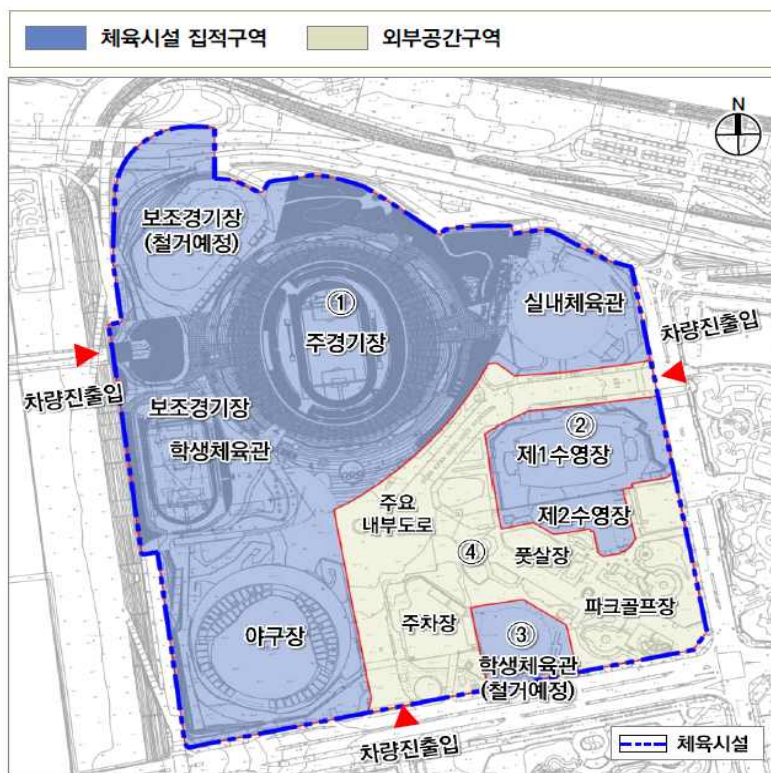 체육시설 집적구역
외부공간구역
N
보조경기장
(철거예정)
①
주경기장
실내체육관
차량진출입
차량진출입
보조경기장
학생체육관
②
제1수영장
제2수영장
주요
내부도로
④
풋살장
파크골프장
주차장
야구장
③
학생체육관
(철거예정)
차량진출입
체육시설